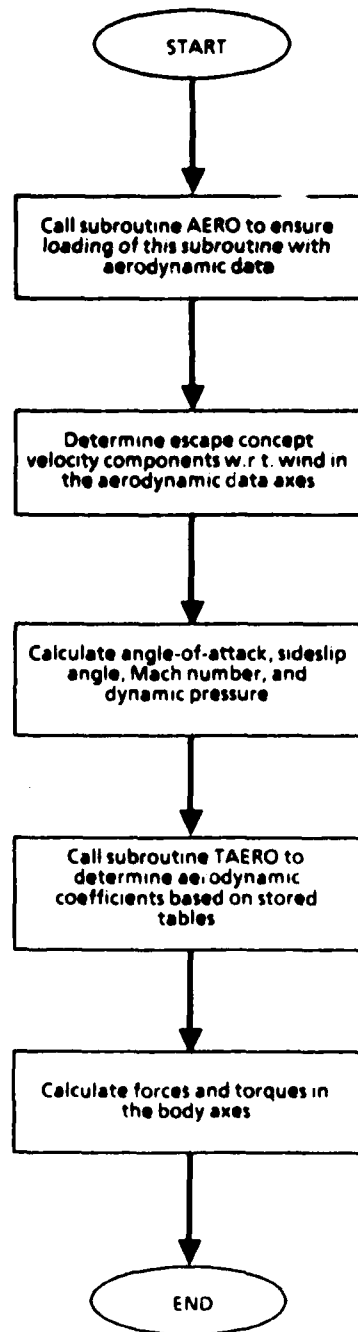 START
Call subroutine AERO to ensure
loading of this subroutine with
aerodynamic data
Determine escape concept
velocity components w.r t. wind in
the aerodynamic data axes
Calculate angle-of-attack, sideslip
angle, Mach number, and
dynamic pressure
Call subroutine TAERO to
determine aerodynamic
coefficients based on stored
tables
Calculate forces and torques in
the body axes
END